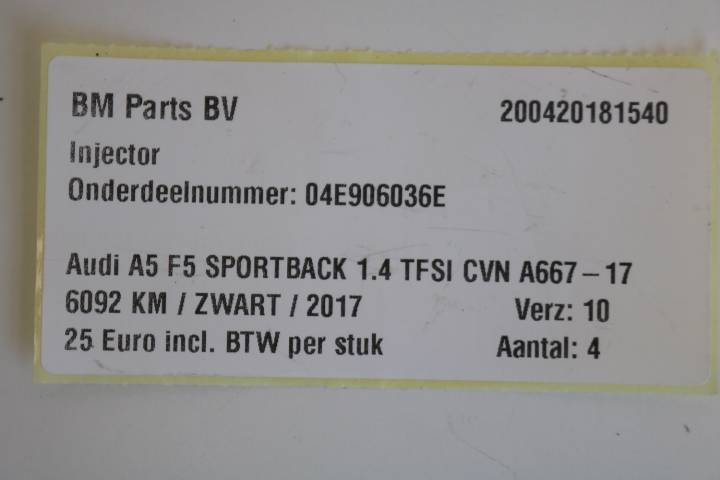 BM Parts BV 200420181540
Injector
Onderdeelnummer: 04E906036E
Audi A5 F5 SPORTBACK 1.4 TFSI CVN A667-17
6092 KM / ZWART / 2017 Verz: 10
25 Euro incl. BTW per stuk Aantal: 4